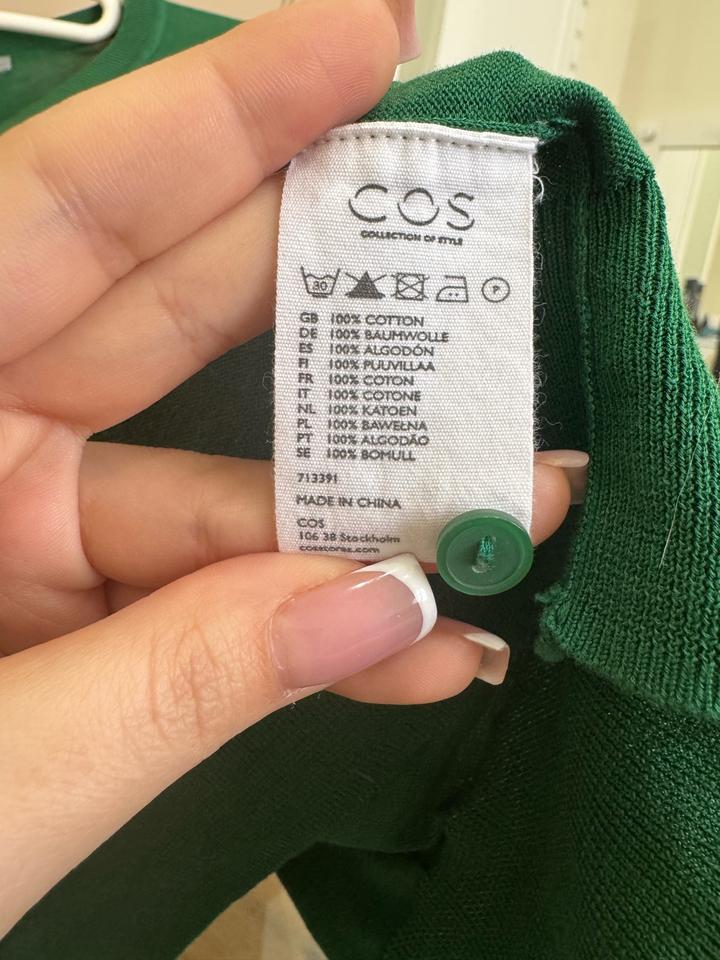 COS
COLLECTION OF STYLE
30 P
GB 100% COTTON
DE 100% BAUMWOLLE
ES 100% ALGODÓN
FI 100% PUUVILLAA
FR 100% COTON
IT 100% COTONE
NL 100% KATOEN
PL 100% BAWEŁNA
PT 100% ALGODÃO
SE 100% BOMULL
713391
MADE IN CHINA
COS
106 38 Stockholm
cosstores.com